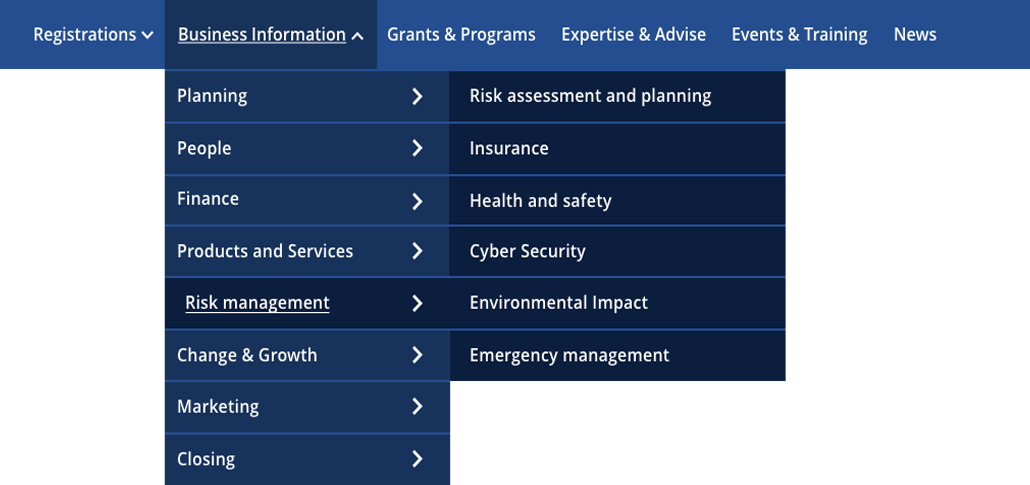 Registrations
Business Information
Grants & Programs
Expertise & Advise
Events & Training
News
Planning
People
Finance
Products and Services
Risk management
Change & Growth
Marketing
Closing
Risk assessment and planning
Insurance
Health and safety
Cyber Security
Environmental Impact
Emergency management